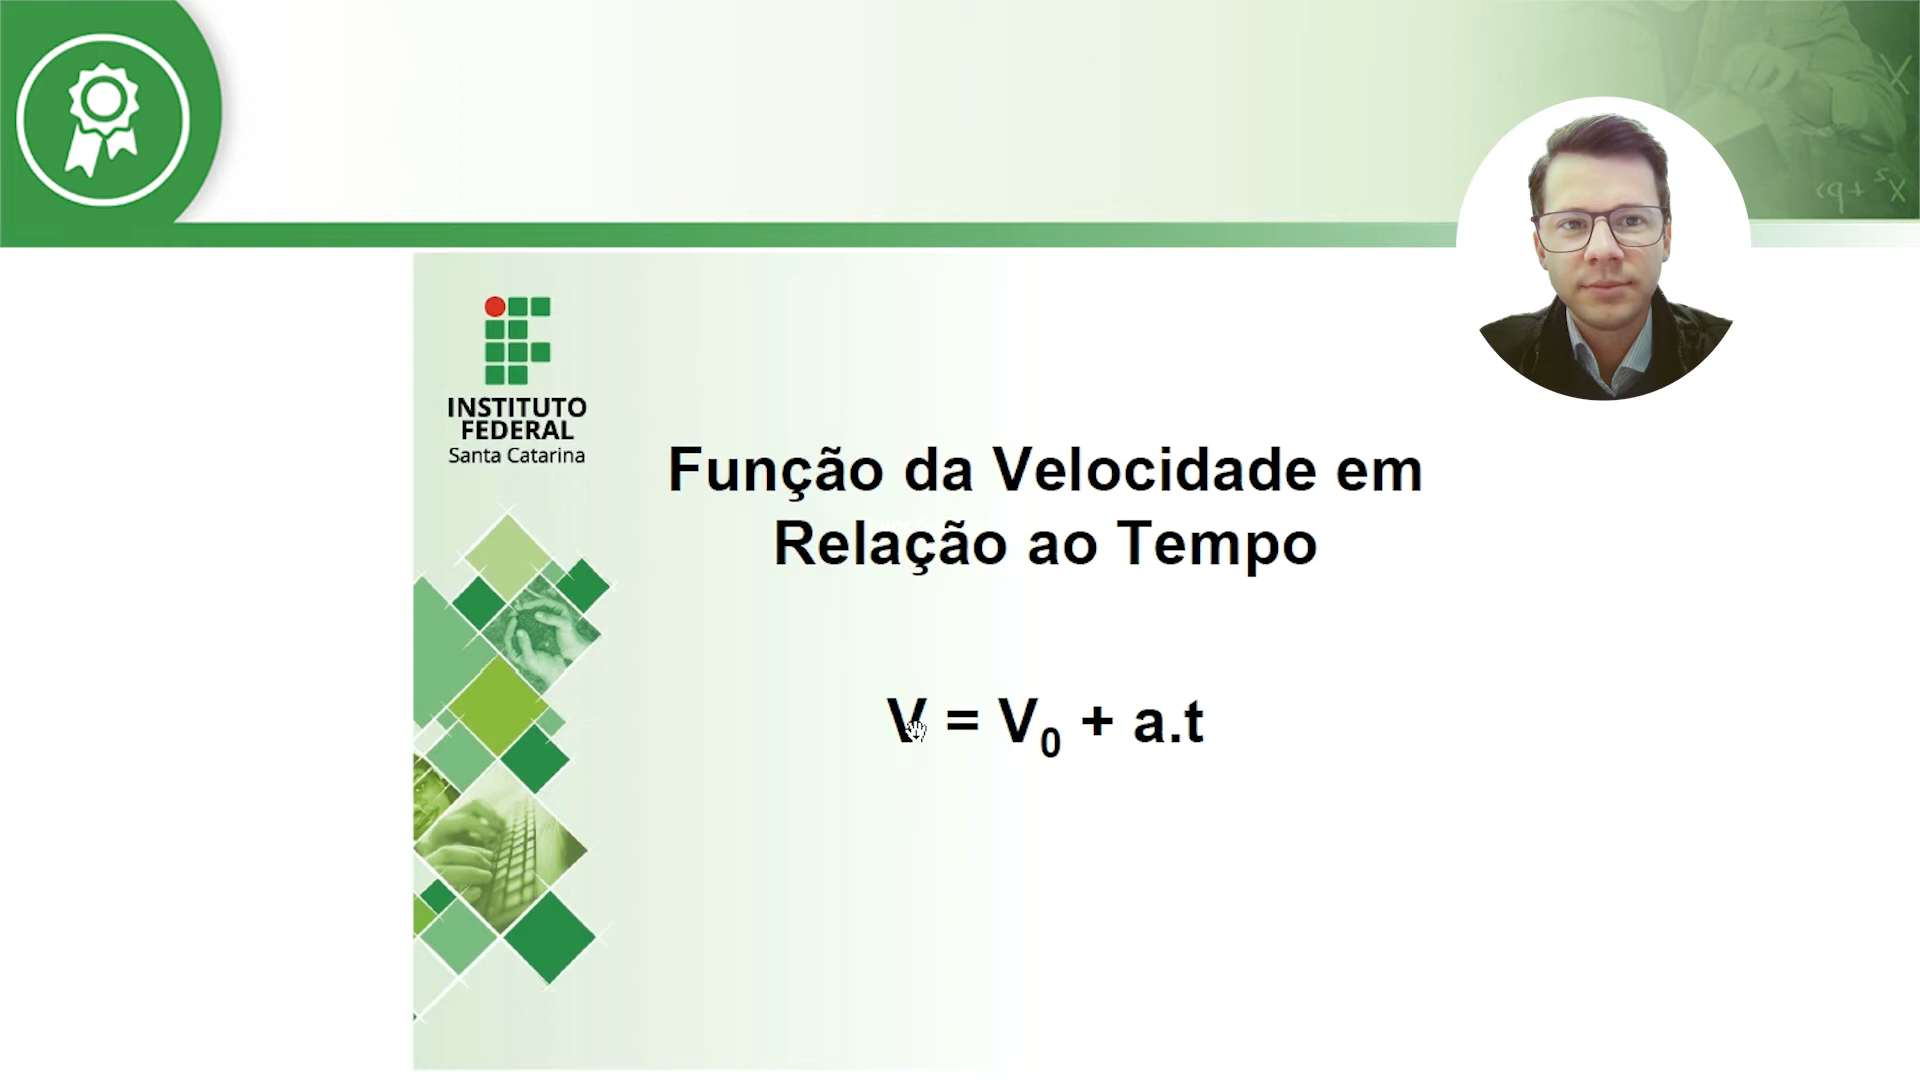 INSTITUTO
FEDERAL
Santa Catarina
Função da Velocidade em
Relação ao Tempo
V = V₀ + a.t